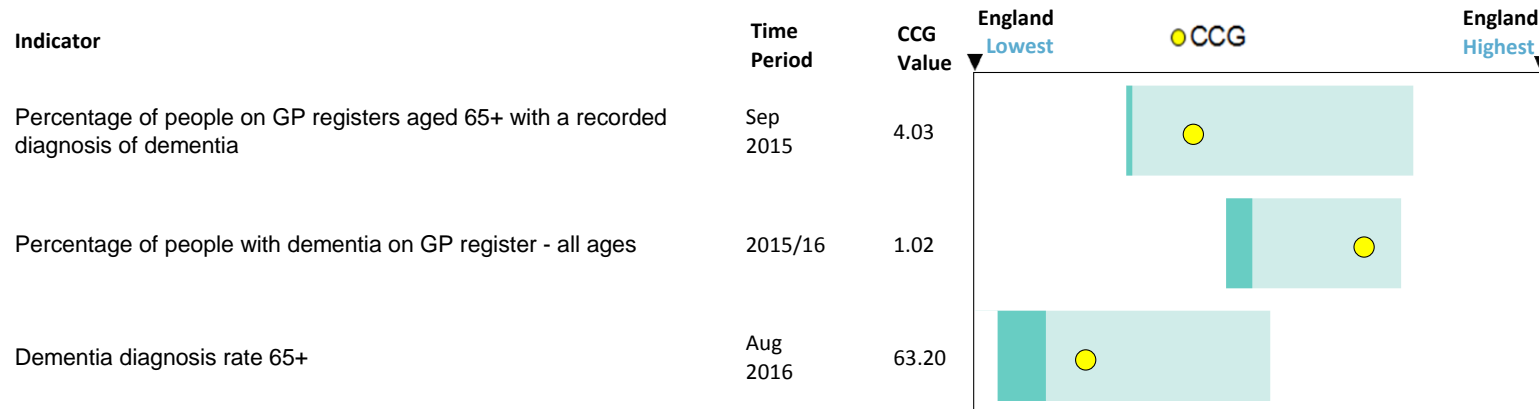 Indicator
Time
Period
CCG
Value
England
Lowest
CCG
England
Highest
Percentage of people on GP registers aged 65+ with a recorded
diagnosis of dementia
Sep
2015
4.03
Percentage of people with dementia on GP register - all ages
2015/16
1.02
Dementia diagnosis rate 65+
Aug
2016
63.20